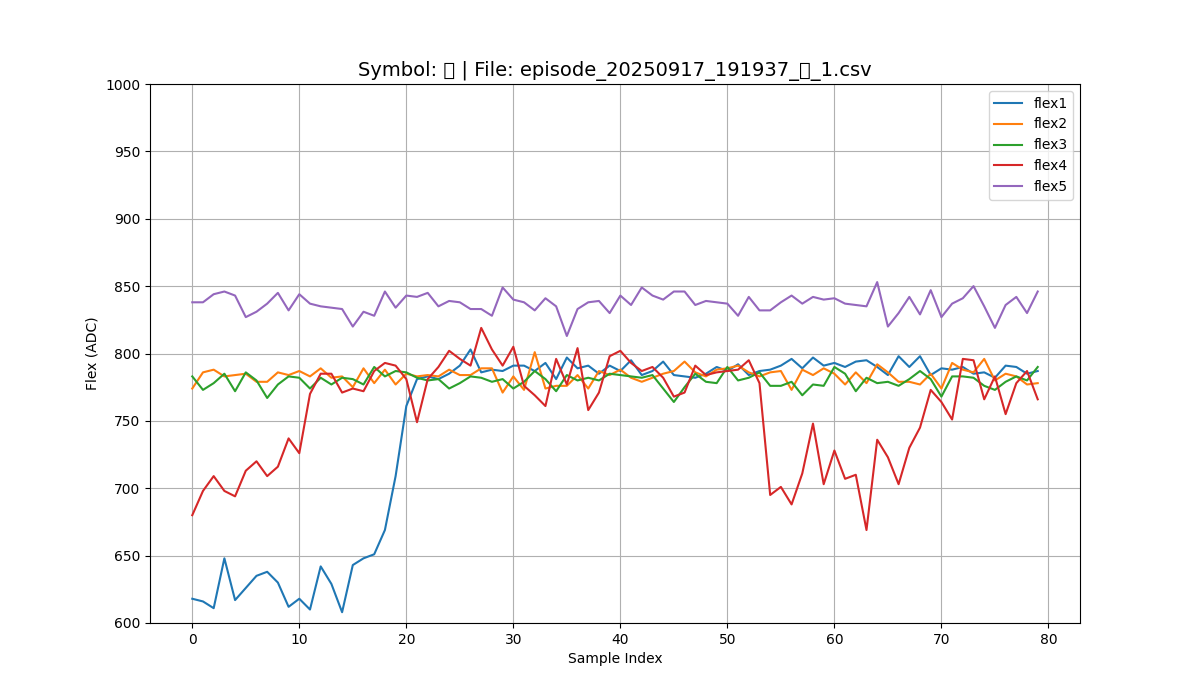 Symbol: | File: episode_20250917_191937_ _1.csv
1000
950
900
850
800
750
700
650
600
Flex (ADC)
flex1
flex2
flex3
flex4
flex5
0 10 20 30 40 50 60 70 80
Sample Index